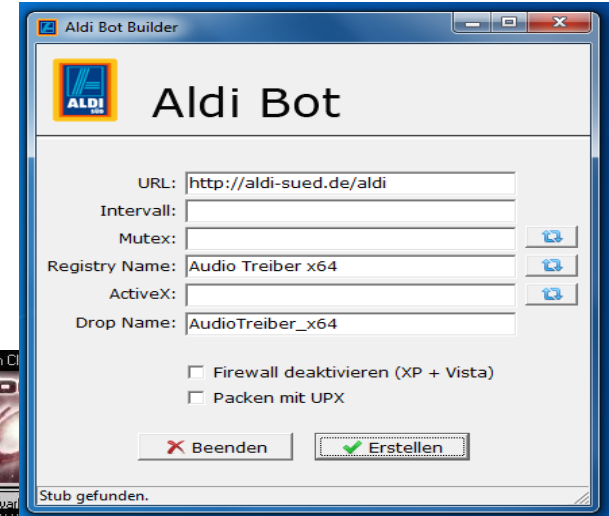 Aldi Bot Builder
ALDI
SÜD
Aldi Bot
URL: http://aldi-sued.de/aldi
Intervall:
Mutex:
Registry Name: Audio Treiber x64
ActiveX:
Drop Name: AudioTreiber_x64
Firewall deaktivieren (XP + Vista)
Packen mit UPX
Beenden
Erstellen
Stub gefunden.